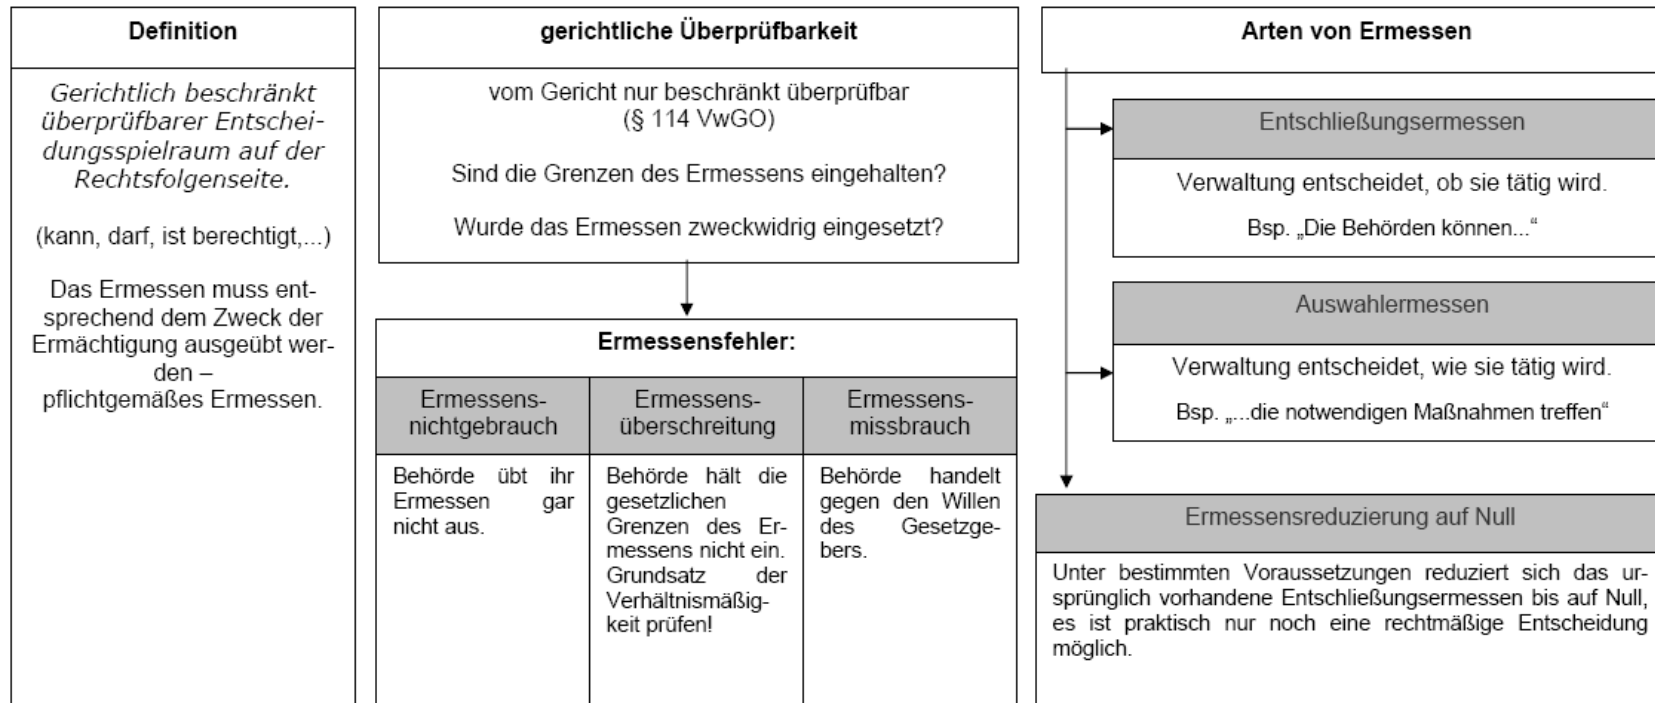 Definition
Gerichtlich beschränkt
überprüfbarer Entschei-
dungsspielraum auf der
Rechtsfolgenseite.
(kann, darf, ist berechtigt,...)
Das Ermessen muss ent-
sprechend dem Zweck der
Ermächtigung ausgeübt wer-
den –
pflichtgemäßes Ermessen.
gerichtliche Überprüfbarkeit
vom Gericht nur beschränkt überprüfbar
(§ 114 VwGO)
Sind die Grenzen des Ermessens eingehalten?
Wurde das Ermessen zweckwidrig eingesetzt?
Ermessensfehler:
Ermessens-
nichtgebrauch
Behörde übt ihr
Ermessen gar
nicht aus.
Ermessens-
überschreitung
Behörde hält die
gesetzlichen
Grenzen des Er-
messens nicht ein.
Grundsatz der
Verhältnismäßig-
keit prüfen!
Ermessens-
missbrauch
Behörde handelt
gegen den Willen
des Gesetzge-
bers.
Arten von Ermessen
Entschließungsermessen
Verwaltung entscheidet, ob sie tätig wird.
Bsp. „Die Behörden können...“
Auswahlermessen
Verwaltung entscheidet, wie sie tätig wird.
Bsp. „...die notwendigen Maßnahmen treffen“
Ermessensreduzierung auf Null
Unter bestimmten Voraussetzungen reduziert sich das ur-
sprünglich vorhandene Entschließungsermessen bis auf Null,
es ist praktisch nur noch eine rechtmäßige Entscheidung
möglich.